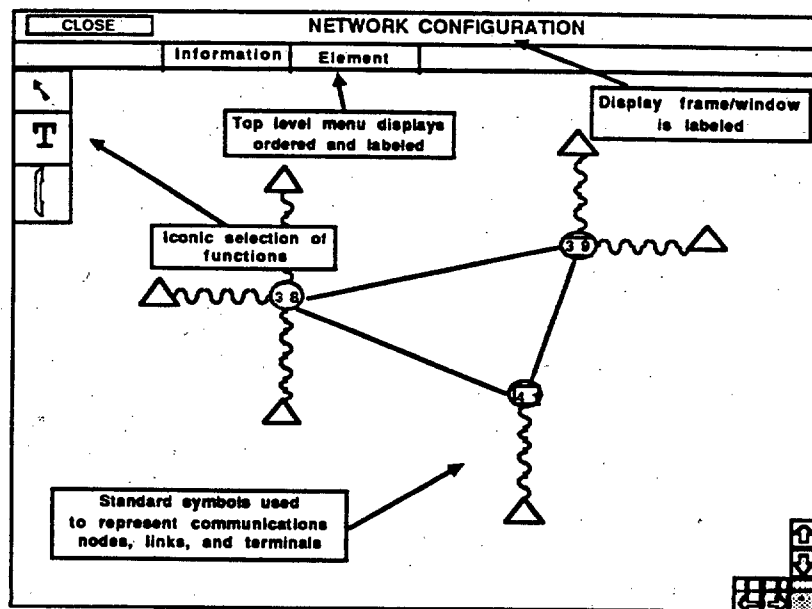 CLOSE
NETWORK CONFIGURATION
Information
Element
T
Top level menu displays
ordered and labeled
Display frame/window
is labeled
Iconic selection of
functions
3 9
3 8
Standard symbols used
to represent communications
nodes, links, and terminals